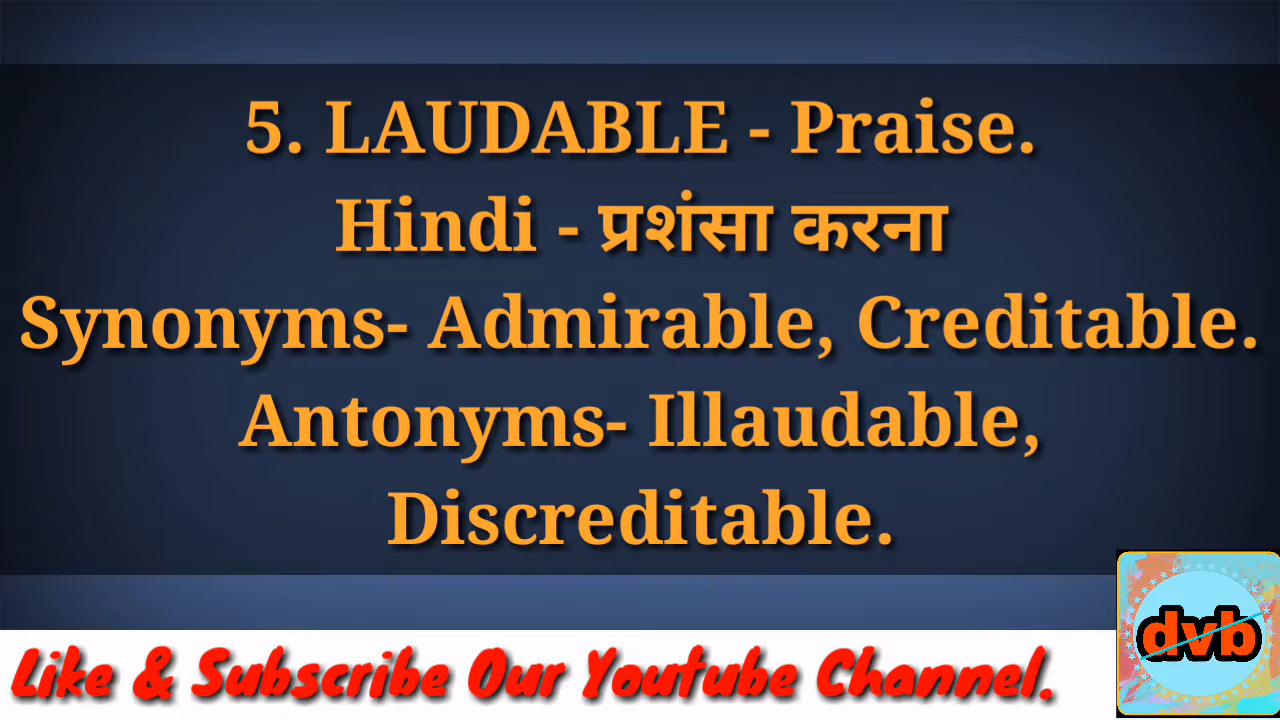 5. LAUDABLE - Praise.
Hindi - प्रशंसा करना
Synonyms- Admirable, Creditable.
Antonyms- Illaudable,
Discreditable.
dvb
Like & Subscribe Our Youtube Channel.